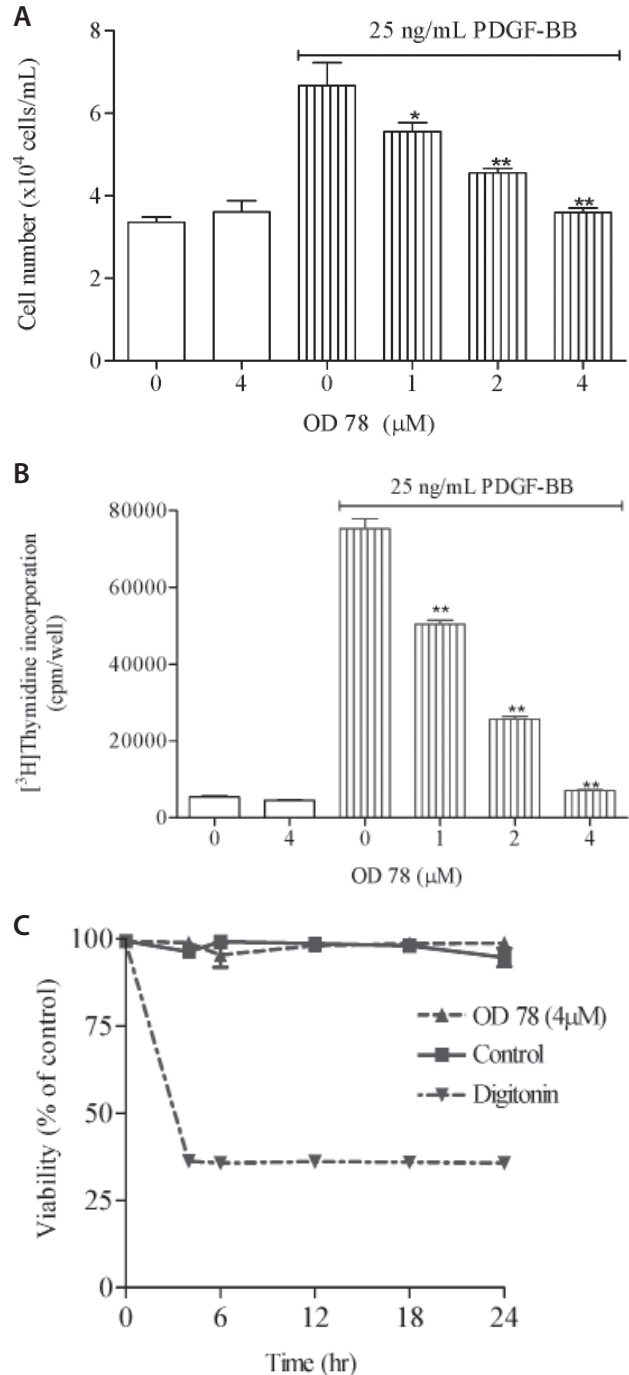 A
25 ng/mL PDGF-BB
Cell number (x10⁴ cells/mL)
8
6
4
2
0
*
**
**
0 4 0 1 2 4
OD 78 (μM)
B
25 ng/mL PDGF-BB
[³H]Thymidine incorporation
(cpm/well)
80000
60000
40000
20000
0
**
**
**
0 4 0 1 2 4
OD 78 (μM)
C
Viability (% of control)
100
75
50
25
0
OD 78 (4μM)
Control
Digitonin
0 6 12 18 24
Time (hr)